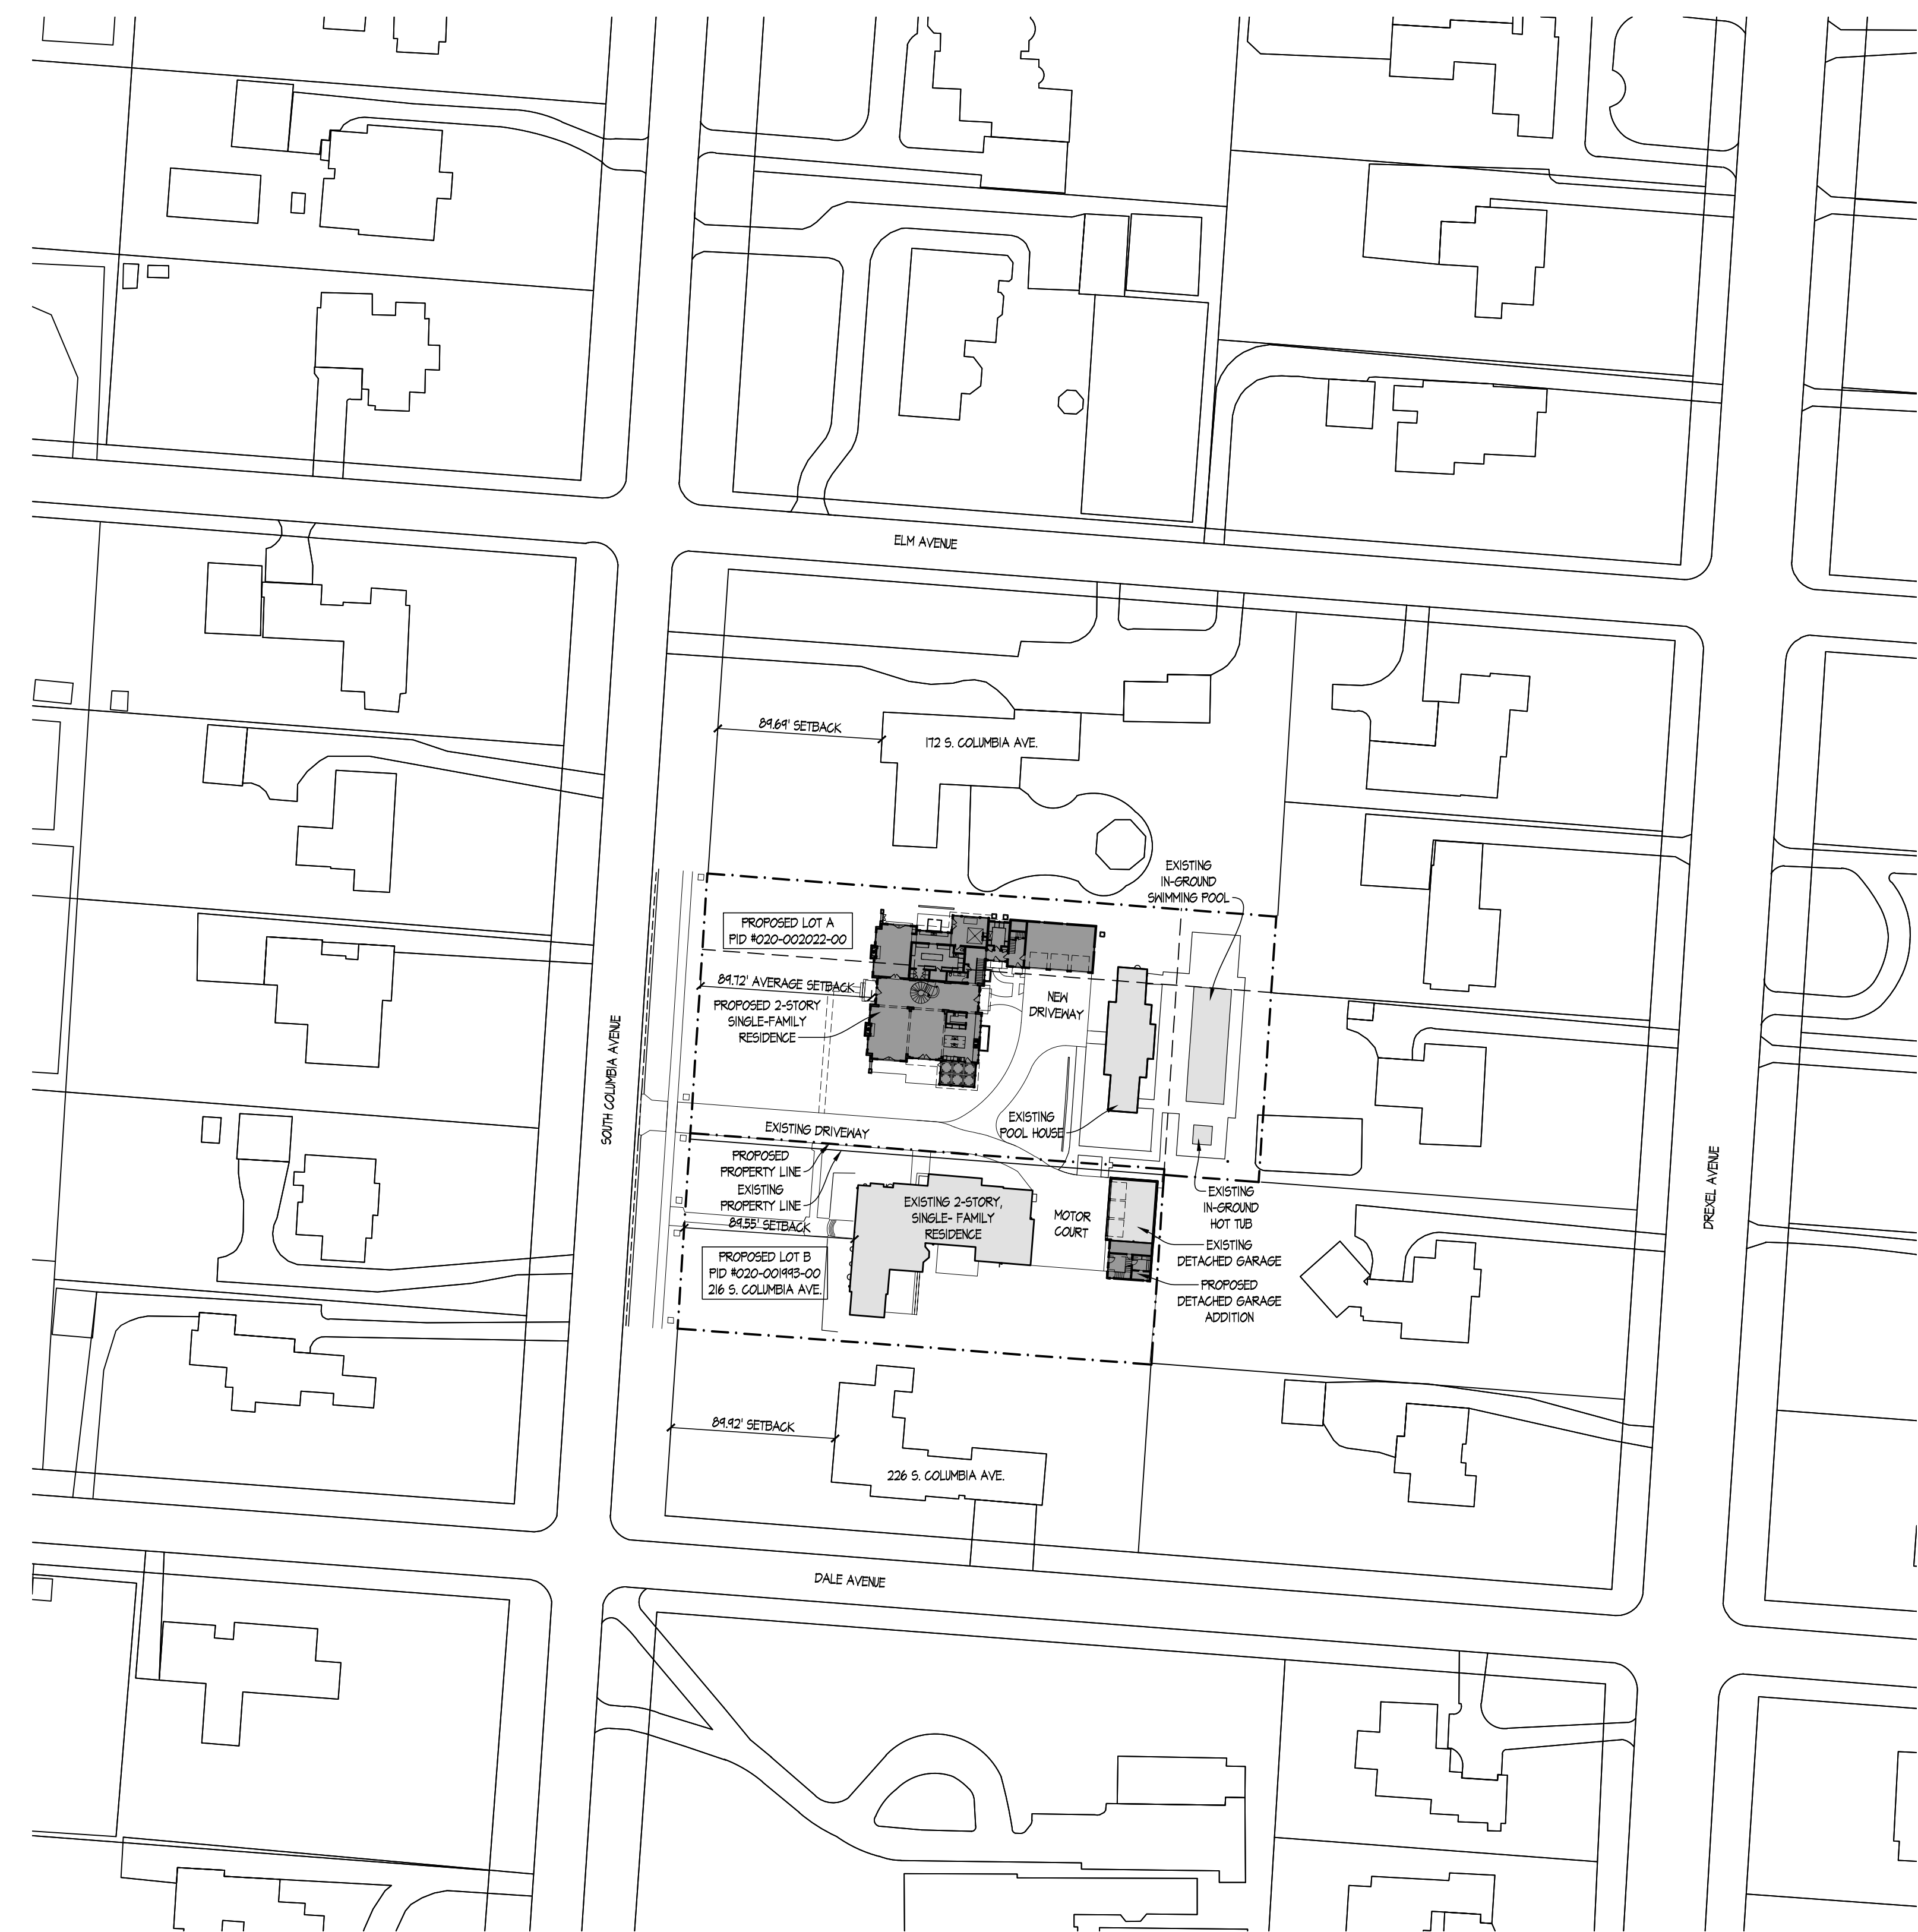 ELM AVENUE
89.69' SETBACK
172 S. COLUMBIA AVE.
EXISTING
IN-GROUND
SWIMMING POOL
PROPOSED LOT A
PID #020-002022-00
89.72' AVERAGE SETBACK
PROPOSED 2-STORY
SINGLE-FAMILY
RESIDENCE
NEW
DRIVEWAY
SOUTH COLUMBIA AVENUE
EXISTING DRIVEWAY
EXISTING
POOL HOUSE
PROPOSED
PROPERTY LINE
EXISTING
PROPERTY LINE
89.55' SETBACK
EXISTING 2-STORY,
SINGLE- FAMILY
RESIDENCE
MOTOR
COURT
EXISTING
IN-GROUND
HOT TUB
EXISTING
DETACHED GARAGE
PROPOSED
DETACHED GARAGE
ADDITION
PROPOSED LOT B
PID #020-001993-00
216 S. COLUMBIA AVE.
DREXEL AVENUE
89.92' SETBACK
226 S. COLUMBIA AVE.
DALE AVENUE